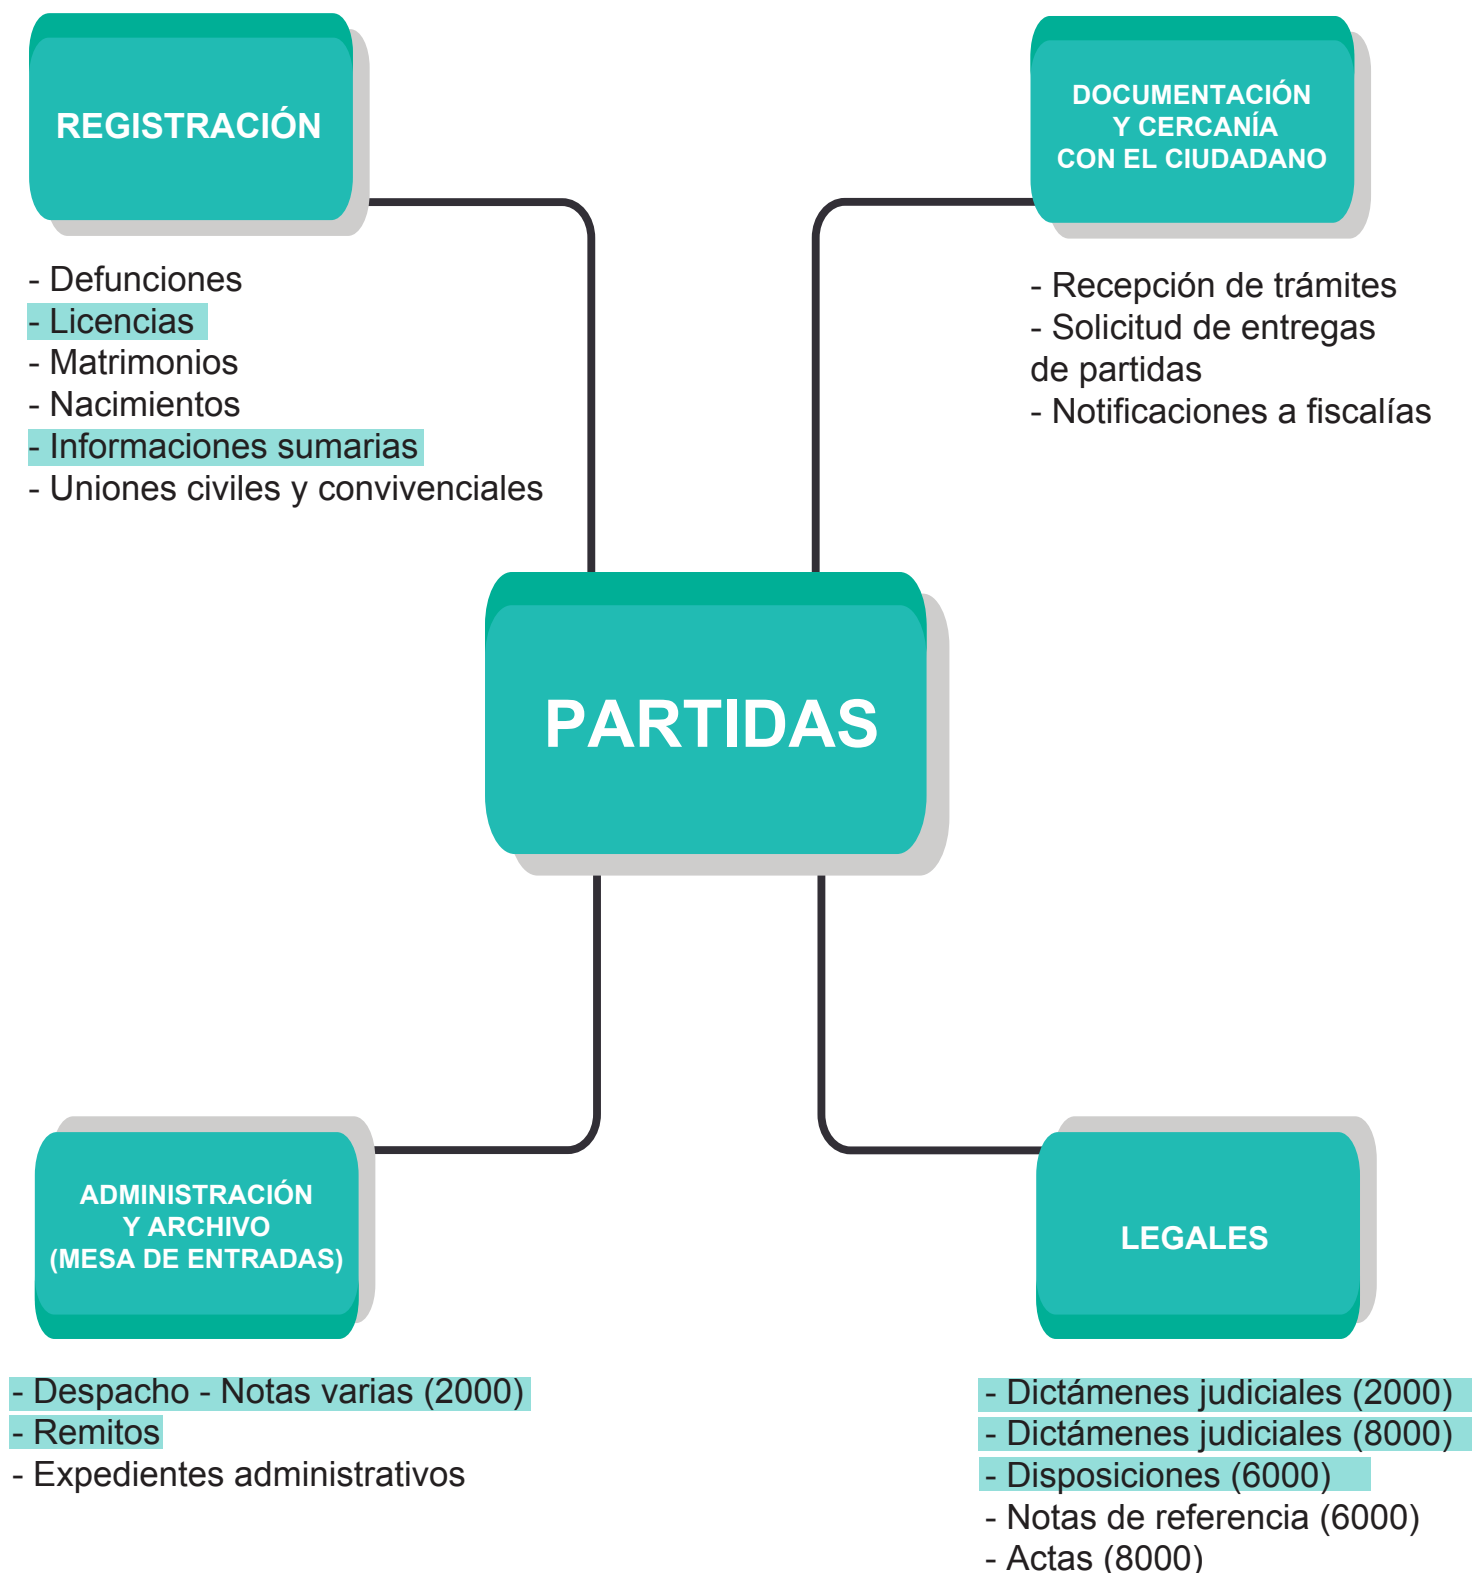 REGISTRACIÓN
- Defunciones
- Licencias
- Matrimonios
- Nacimientos
- Informaciones sumarias
- Uniones civiles y convivenciales
DOCUMENTACIÓN
Y CERCANÍA
CON EL CIUDADANO
- Recepción de trámites
- Solicitud de entregas
de partidas
- Notificaciones a fiscalías
PARTIDAS
ADMINISTRACIÓN
Y ARCHIVO
(MESA DE ENTRADAS)
- Despacho - Notas varias (2000)
- Remitos
- Expedientes administrativos
LEGALES
- Dictámenes judiciales (2000)
- Dictámenes judiciales (8000)
- Disposiciones (6000)
- Notas de referencia (6000)
- Actas (8000)